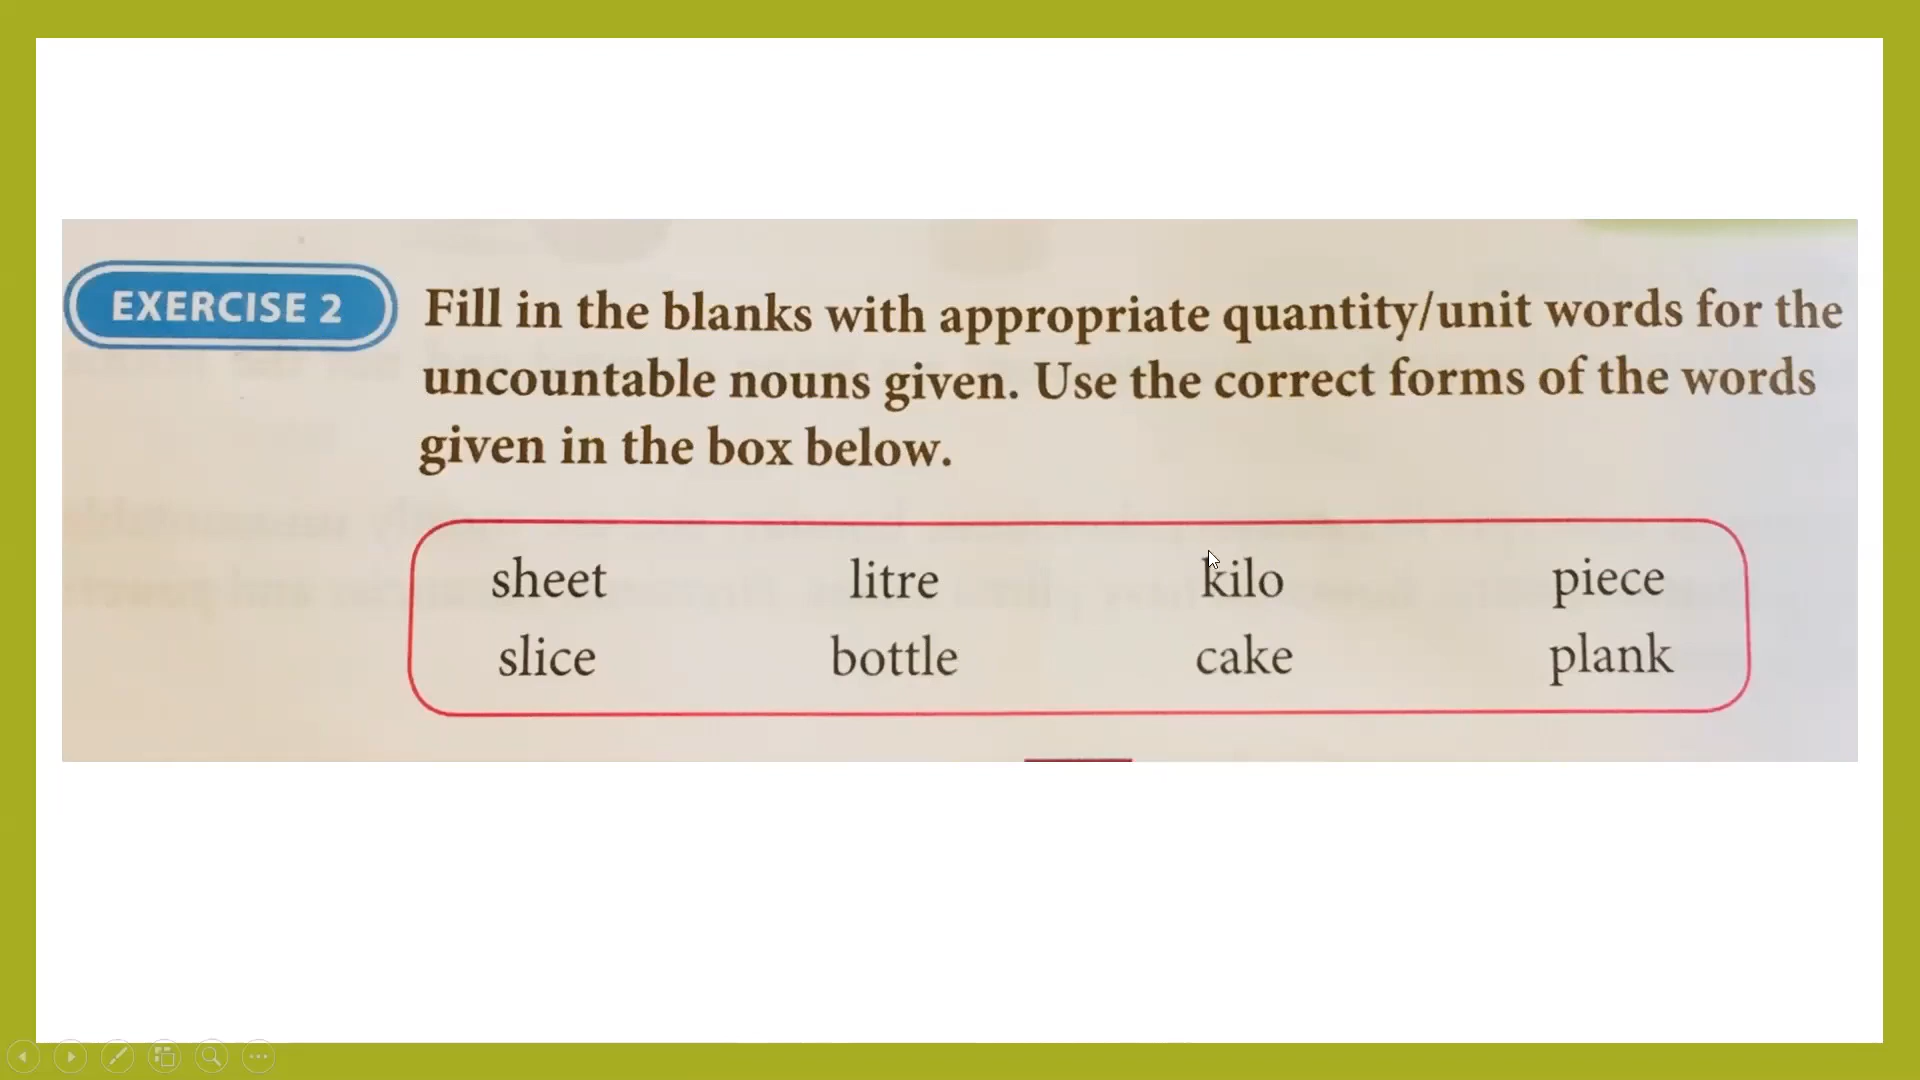 EXERCISE 2
Fill in the blanks with appropriate quantity/unit words for the
uncountable nouns given. Use the correct forms of the words
given in the box below.
sheet litre kilo piece
slice bottle cake plank